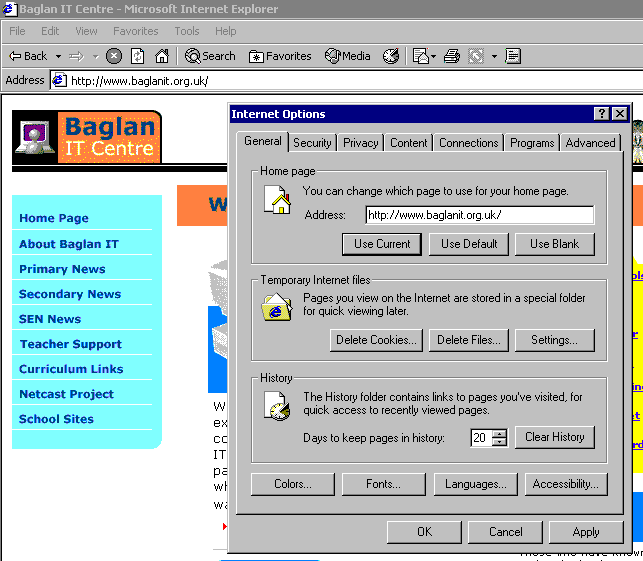 Baglan IT Centre - Microsoft Internet Explorer
File Edit View Favorites Tools Help
Back Search Favorites Media
Address http://www.baglanit.org.uk/
Baglan
IT Centre
Home Page
About Baglan IT
Primary News
Secondary News
SEN News
Teacher Support
Curriculum Links
Netcast Project
School Sites
Internet Options
General Security Privacy Content Connections Programs Advanced
Home page
You can change which page to use for your home page.
Address: http://www.baglanit.org.uk/
Use Current Use Default Use Blank
Temporary Internet files
Pages you view on the Internet are stored in a special folder
for quick viewing later.
Delete Cookies... Delete Files... Settings...
History
The History folder contains links to pages you've visited, for
quick access to recently viewed pages.
Days to keep pages in history: 20 Clear History
Colors... Fonts... Languages... Accessibility...
OK Cancel Apply